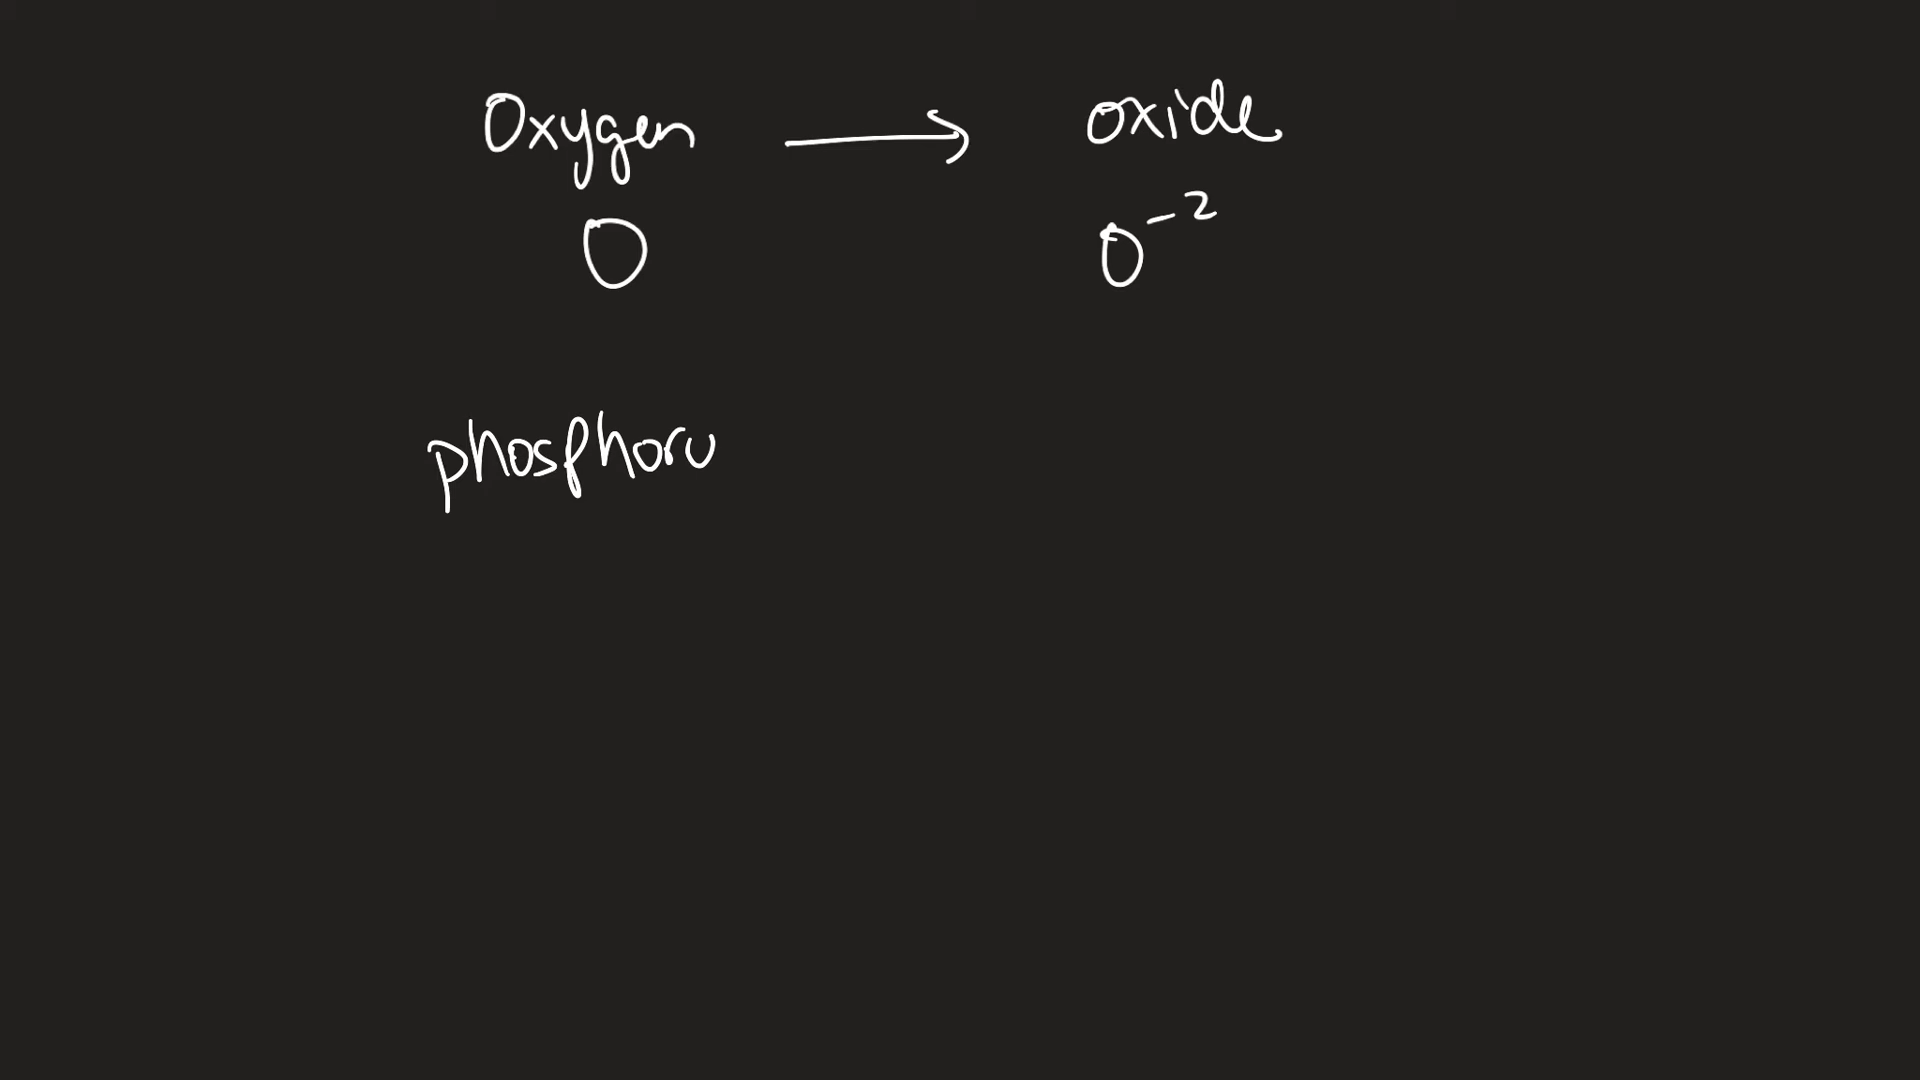 Oxygen → oxide
O O⁻²
phosphoru